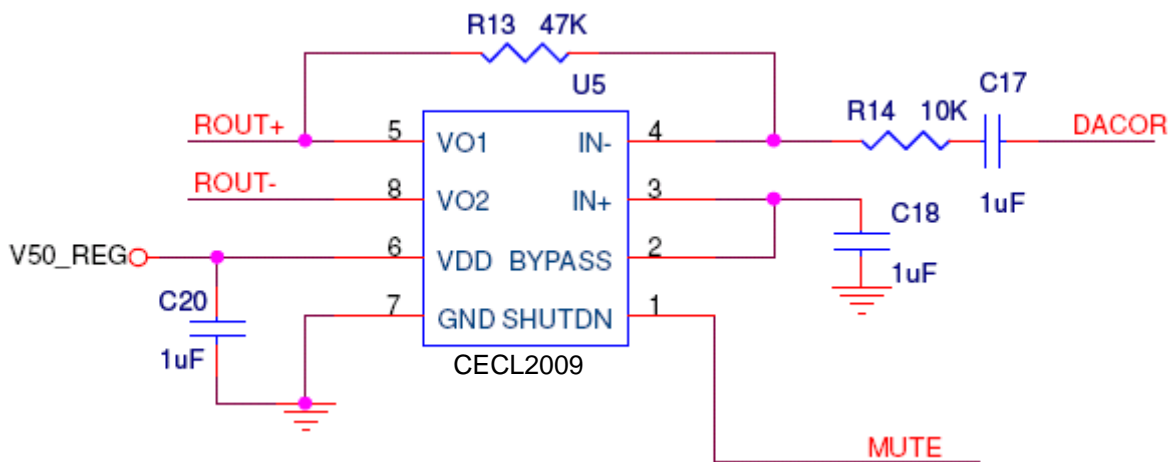 R13 47K
U5
C17
ROUT+ 5 VO1 IN- 4 R14 10K DACOR
ROUT- 8 VO2 IN+ 3 C18 1uF
V50_REG 6 VDD BYPASS 2 1uF
C20 7 GND SHUTDN 1
1uF CECL2009
MUTE